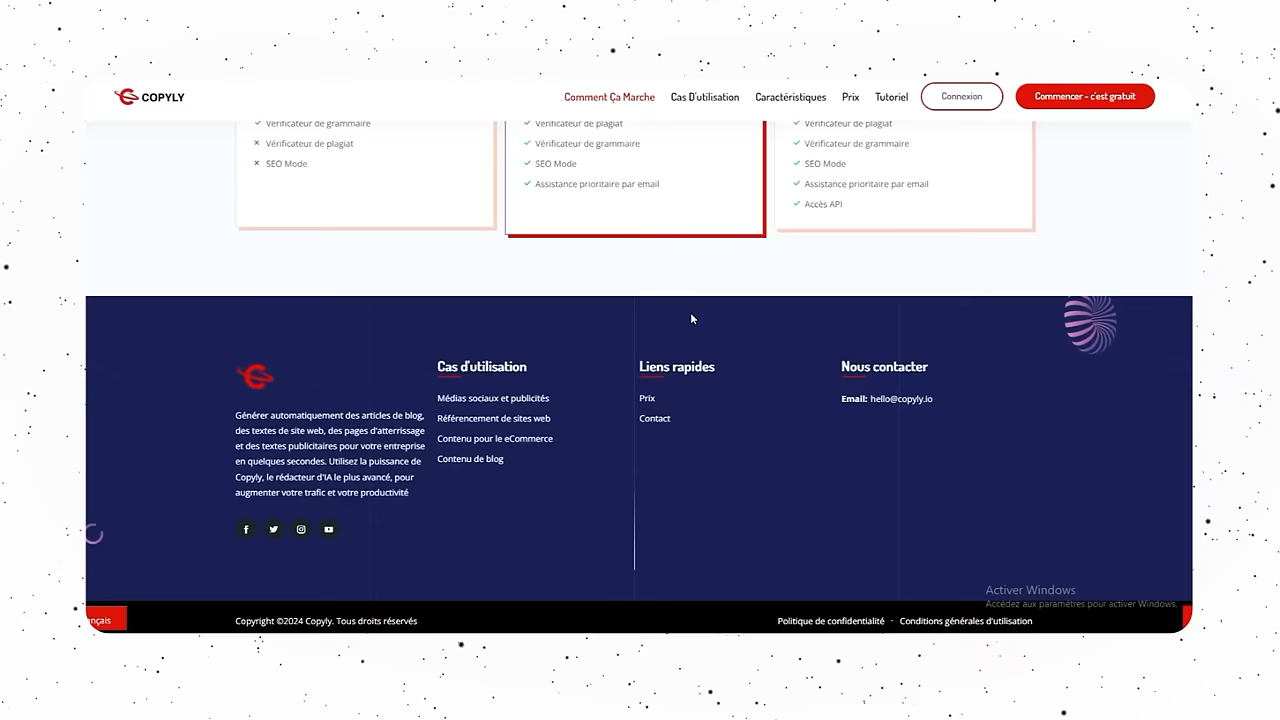 COPYLY
Comment Ça Marche
Cas D'utilisation
Caractéristiques
Prix
Tutoriel
Connexion
Commencer - c'est gratuit
Vérificateur de grammaire
Vérificateur de plagiat
SEO Mode
Vérificateur de plagiat
Vérificateur de grammaire
SEO Mode
Assistance prioritaire par email
Vérificateur de plagiat
Vérificateur de grammaire
SEO Mode
Assistance prioritaire par email
Accès API
Générer automatiquement des articles de blog,
des textes de site web, des pages d'atterrissage
et des textes publicitaires pour votre entreprise
en quelques secondes. Utilisez la puissance de
Copyly, le rédacteur d'IA le plus avancé, pour
augmenter votre trafic et votre productivité
Cas d'utilisation
Médias sociaux et publicités
Référencement de sites web
Contenu pour le eCommerce
Contenu de blog
Liens rapides
Prix
Contact
Nous contacter
Email: hello@copyly.io
Activer Windows
Accédez aux paramètres pour activer Windows.
nçais
Copyright ©2024 Copyly. Tous droits réservés
Politique de confidentialité - Conditions générales d'utilisation